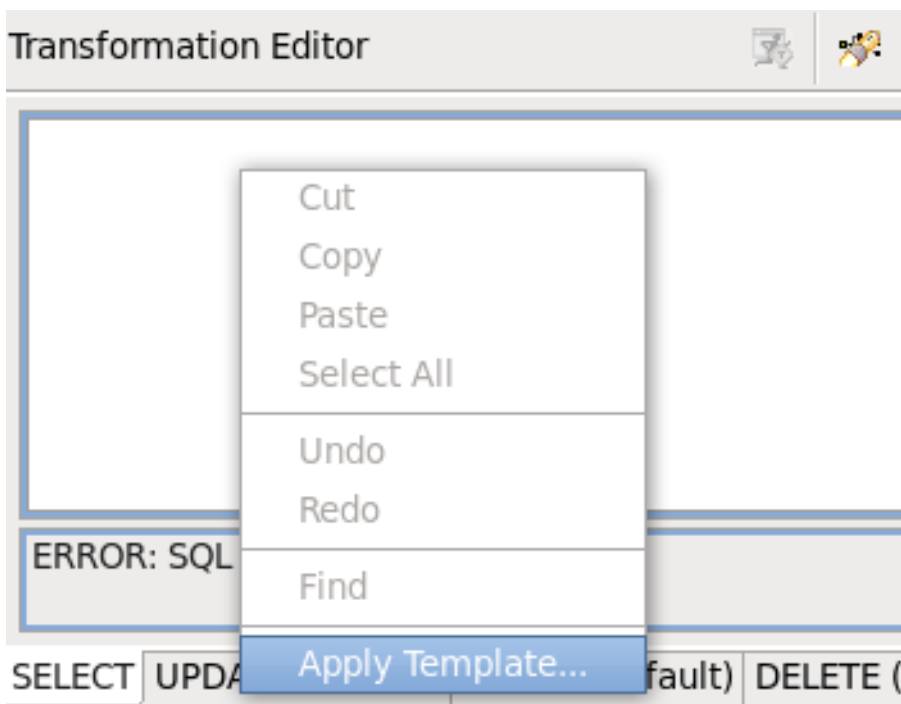 Transformation Editor
Cut
Copy
Paste
Select All
Undo
Redo
ERROR: SQL
Find
Apply Template...
SELECT UPDA fault) DELETE (